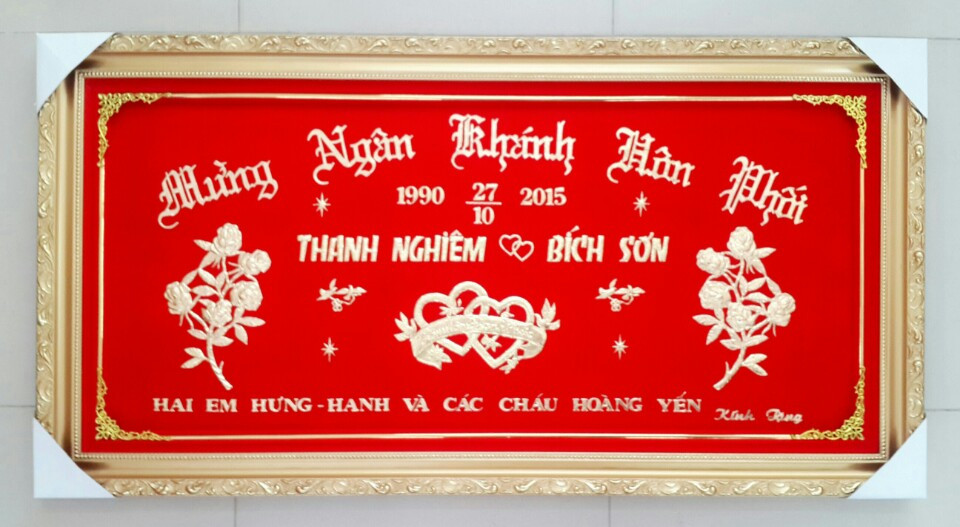 Mừng Ngân Khánh Hôn Phối
1990 27/10 2015
THANH NGHIÊM BÍCH SƠN
HAI EM HƯNG - HẠNH VÀ CÁC CHÁU HOÀNG YẾN
Kính Tặng